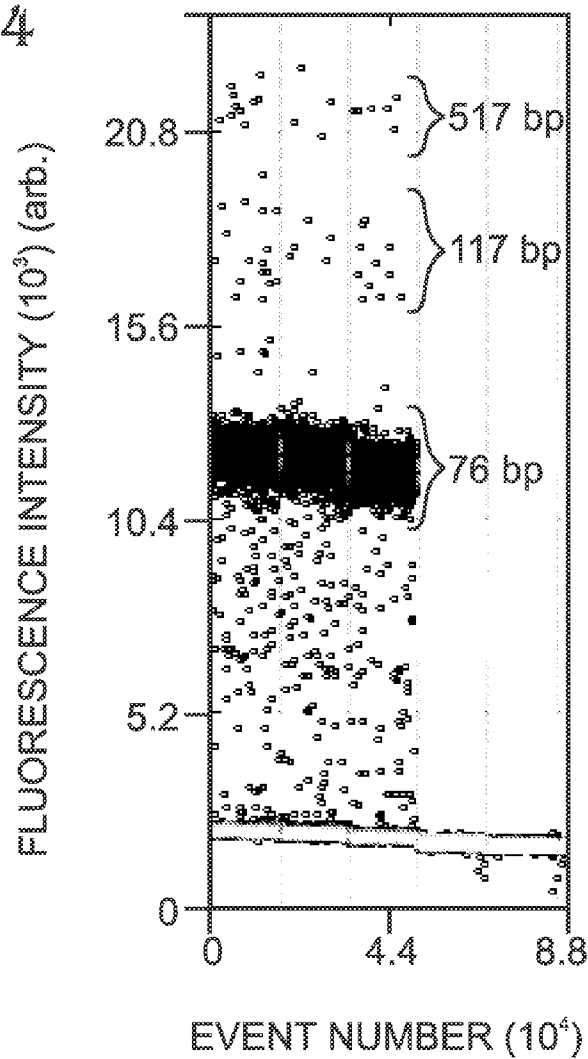 4
20.8
517 bp
117 bp
15.6
76 bp
10.4
5.2
0
0 4.4 8.8
FLUORESCENCE INTENSITY (10³) (arb.)
EVENT NUMBER (10⁴)